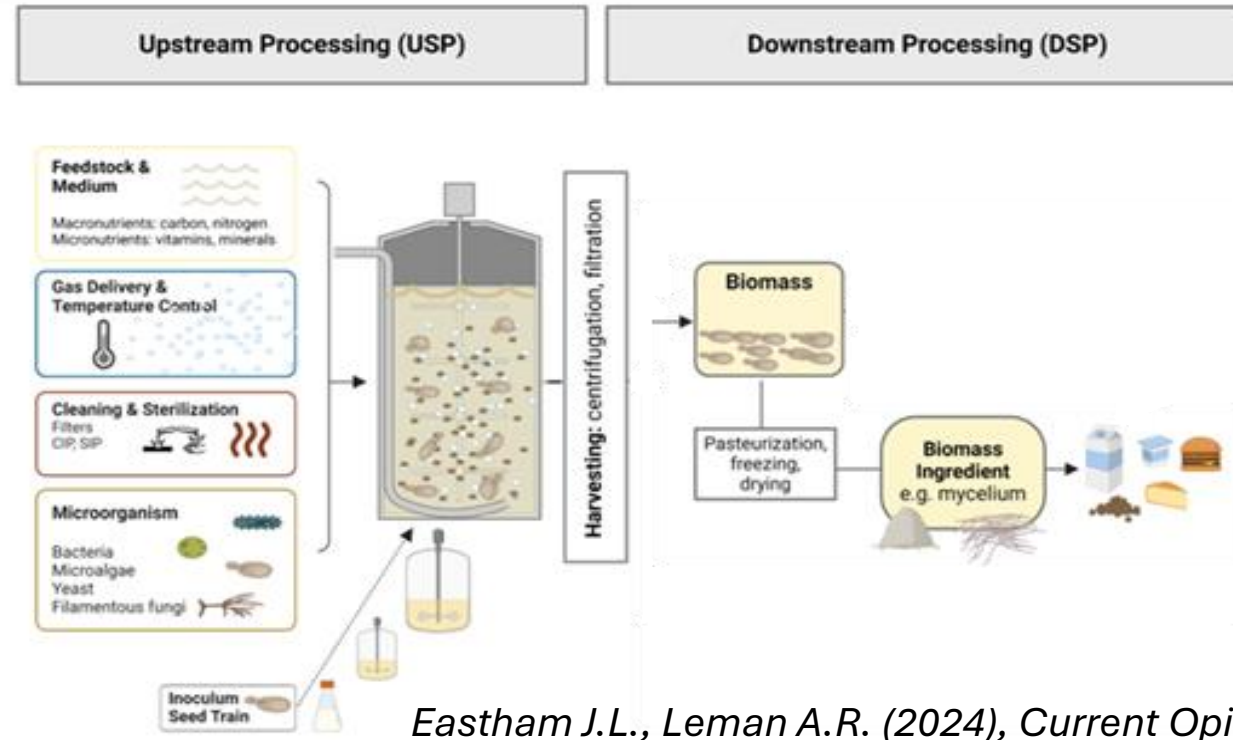 Upstream Processing (USP)
Downstream Processing (DSP)
Feedstock &
Medium
Macronutrients: carbon, nitrogen
Micronutrients: vitamins, minerals
Gas Delivery &
Temperature Control
Cleaning & Sterilization
Filters
CIP, SIP
Microorganism
Bacteria
Microalgae
Yeast
Filamentous fungi
Inoculum
Seed Train
Harvesting: centrifugation, filtration
Biomass
Pasteurization,
freezing,
drying
Biomass
Ingredient
e.g. mycelium
Eastham J.L., Leman A.R. (2024), Current Opi